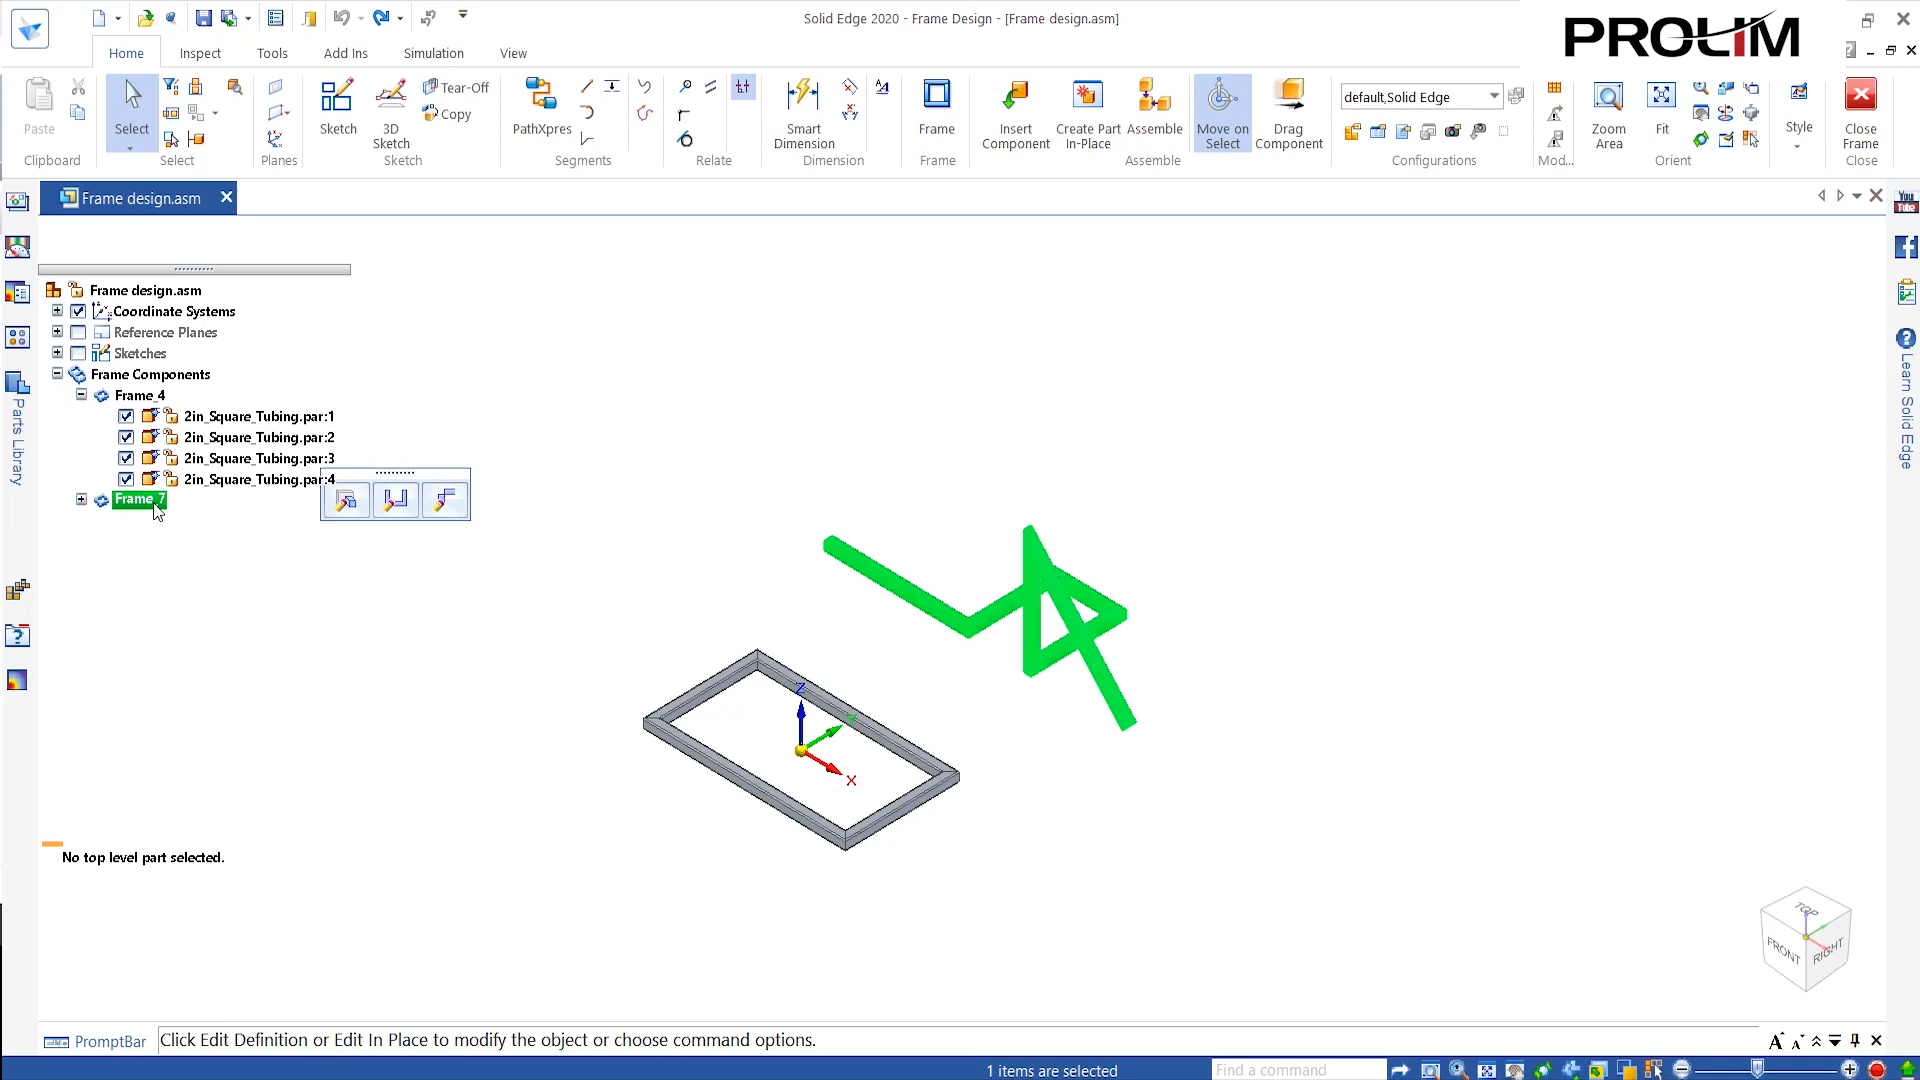 Solid Edge 2020 - Frame Design - [Frame design.asm]
PROLIM
Home Inspect Tools Add Ins Simulation View
Paste
Clipboard
Select
Select
Planes
Sketch
3D
Sketch
Tear-Off
Copy
Sketch
PathXpres
Segments
Relate
Smart
Dimension
Dimension
Frame
Frame
Insert
Component
Create Part
In-Place
Assemble
Move on
Select
Drag
Component
Assemble
default,Solid Edge
Configurations
Mod...
Zoom
Area
Fit
Orient
Style
Close
Frame
Close
Frame design.asm
Frame design.asm
Coordinate Systems
Reference Planes
Sketches
Frame Components
Frame_4
2in_Square_Tubing.par:1
2in_Square_Tubing.par:2
2in_Square_Tubing.par:3
2in_Square_Tubing.par:4
Frame_7
Parts Library
You
Tube
Learn Solid Edge
Z
Y
X
No top level part selected.
TOP
FRONT
RIGHT
PromptBar
Click Edit Definition or Edit In Place to modify the object or choose command options.
1 items are selected
Find a command